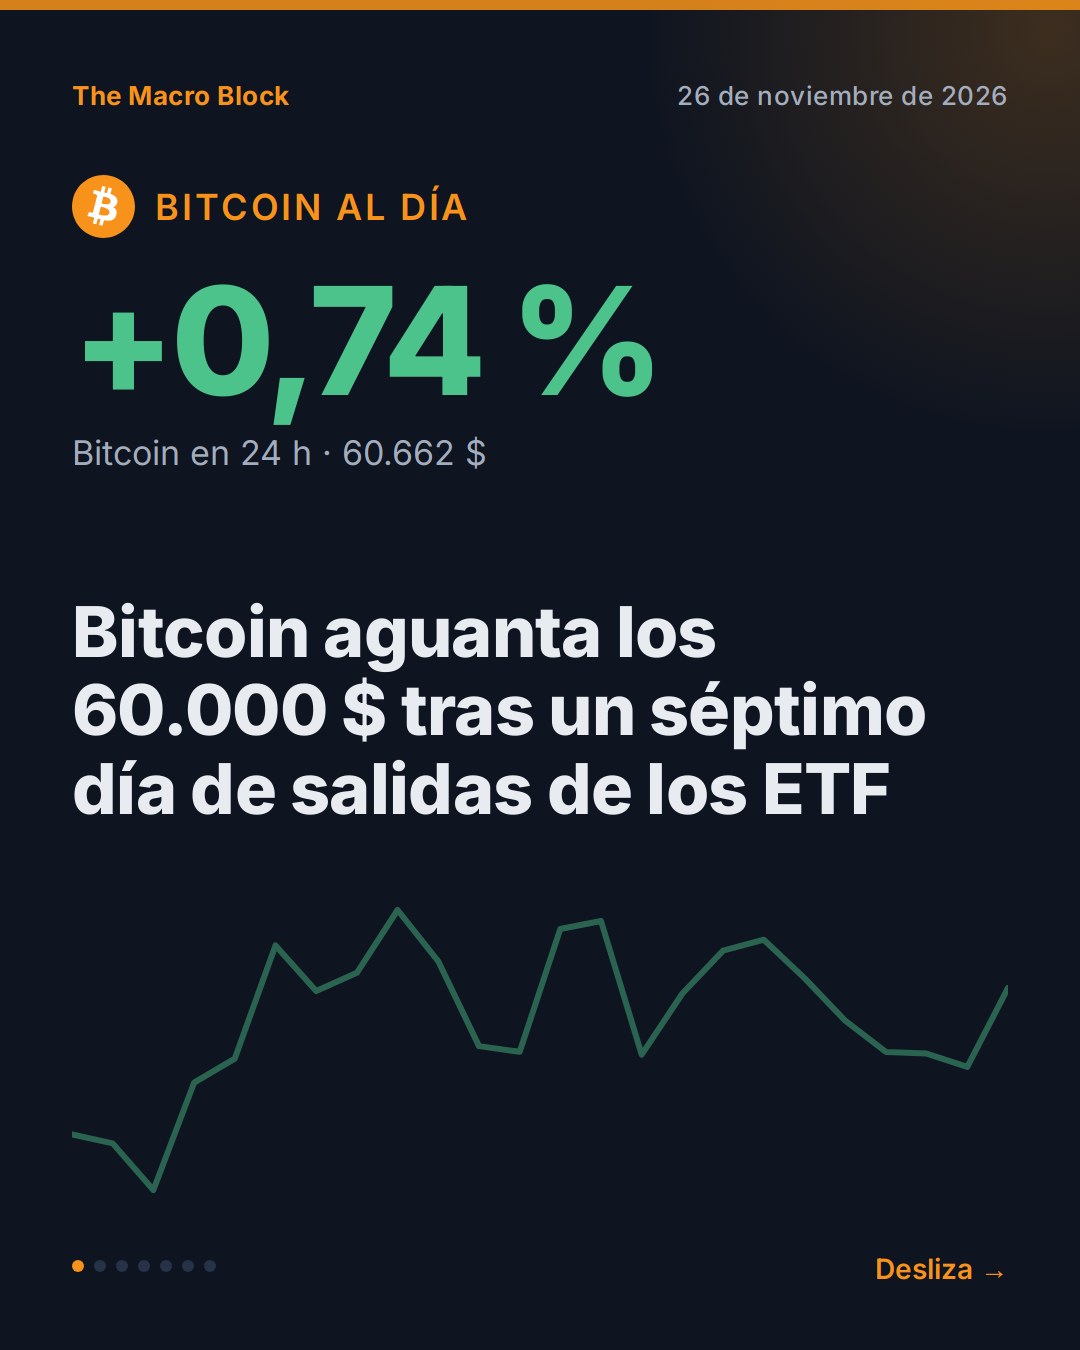 The Macro Block
26 de noviembre de 2026
BITCOIN AL DÍA
+0,74 %
Bitcoin en 24 h · 60.662 $
Bitcoin aguanta los
60.000 $ tras un séptimo
día de salidas de los ETF
Desliza →